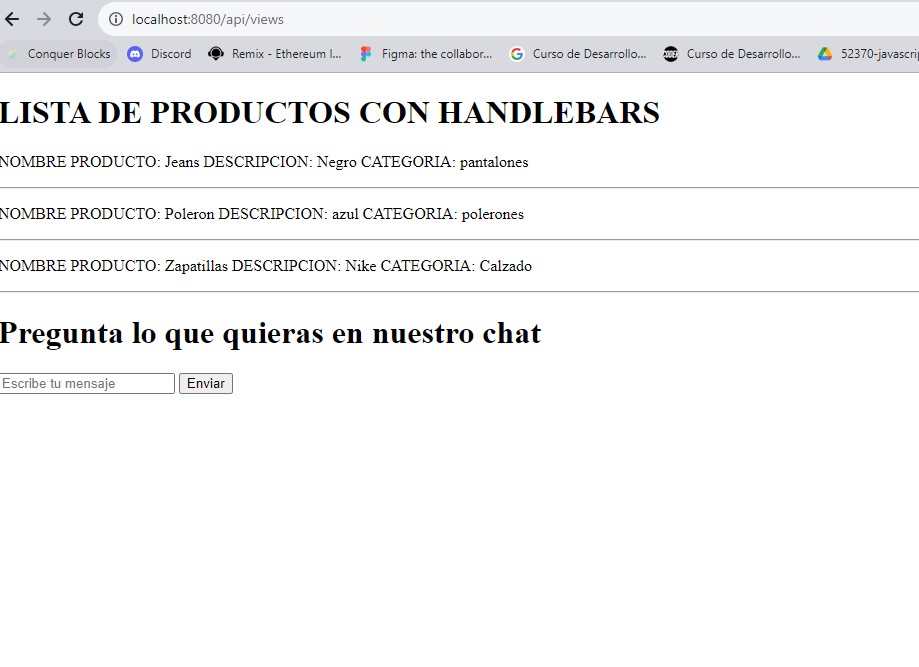 localhost:8080/api/views
Conquer Blocks Discord Remix - Ethereum I... Figma: the collabor... Curso de Desarrollo... Curso de Desarrollo... 52370-javascrip
LISTA DE PRODUCTOS CON HANDLEBARS
NOMBRE PRODUCTO: Jeans DESCRIPCION: Negro CATEGORIA: pantalones
NOMBRE PRODUCTO: Poleron DESCRIPCION: azul CATEGORIA: polerones
NOMBRE PRODUCTO: Zapatillas DESCRIPCION: Nike CATEGORIA: Calzado
Pregunta lo que quieras en nuestro chat
Escribe tu mensaje Enviar